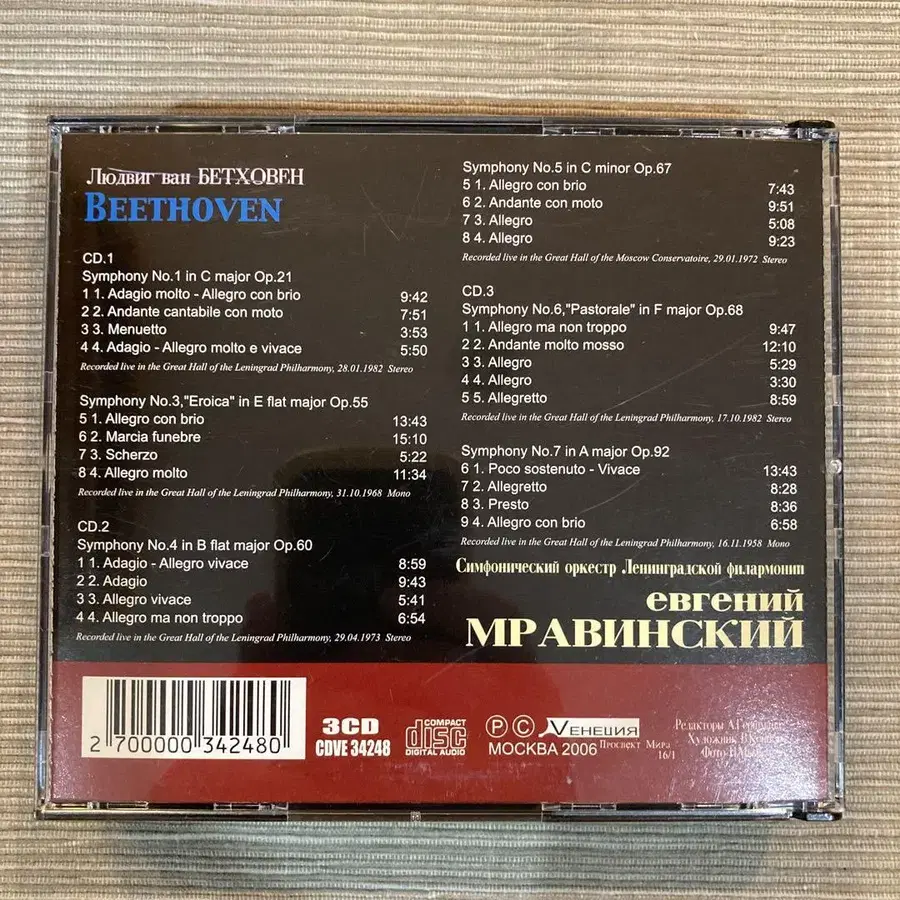 Людвиг ван БЕТХОВЕН
BEETHOVEN
CD.1
Symphony No.1 in C major Op.21
1 1. Adagio molto - Allegro con brio 9:42
2 2. Andante cantabile con moto 7:51
3 3. Menuetto 3:53
4 4. Adagio - Allegro molto e vivace 5:50
Recorded live in the Great Hall of the Leningrad Philharmony, 28.01.1982 Stereo
Symphony No.3,"Eroica" in E flat major Op.55
5 1. Allegro con brio 13:43
6 2. Marcia funebre 15:10
7 3. Scherzo 5:22
8 4. Allegro molto 11:34
Recorded live in the Great Hall of the Leningrad Philharmony, 31.10.1968 Mono
CD.2
Symphony No.4 in B flat major Op.60
1 1. Adagio - Allegro vivace 8:59
2 2. Adagio 9:43
3 3. Allegro vivace 5:41
4 4. Allegro ma non troppo 6:54
Recorded live in the Great Hall of the Leningrad Philharmony, 29.04.1973 Stereo
Symphony No.5 in C minor Op.67
5 1. Allegro con brio 7:43
6 2. Andante con moto 9:51
7 3. Allegro 5:08
8 4. Allegro 9:23
Recorded live in the Great Hall of the Moscow Conservatoire, 29.01.1972 Stereo
CD.3
Symphony No.6,"Pastorale" in F major Op.68
1 1. Allegro ma non troppo 9:47
2 2. Andante molto mosso 12:10
3 3. Allegro 5:29
4 4. Allegro 3:30
5 5. Allegretto 8:59
Recorded live in the Great Hall of the Leningrad Philharmony, 17.10.1982 Stereo
Symphony No.7 in A major Op.92
6 1. Poco sostenuto - Vivace 13:43
7 2. Allegretto 8:28
8 3. Presto 8:36
9 4. Allegro con brio 6:58
Recorded live in the Great Hall of the Leningrad Philharmony, 16.11.1958 Mono
Симфонический оркестр Ленинградской филармонии
евгений
МРАВИНСКИЙ
2 700000 342480
3CD
CDVE 34248
COMPACT
disc
DIGITAL AUDIO
Ⓟ Ⓒ VЕНЕЦИЯ
МОСКВА 2006 Проспект Мира
16/1
Редакторы
Художник
Фото